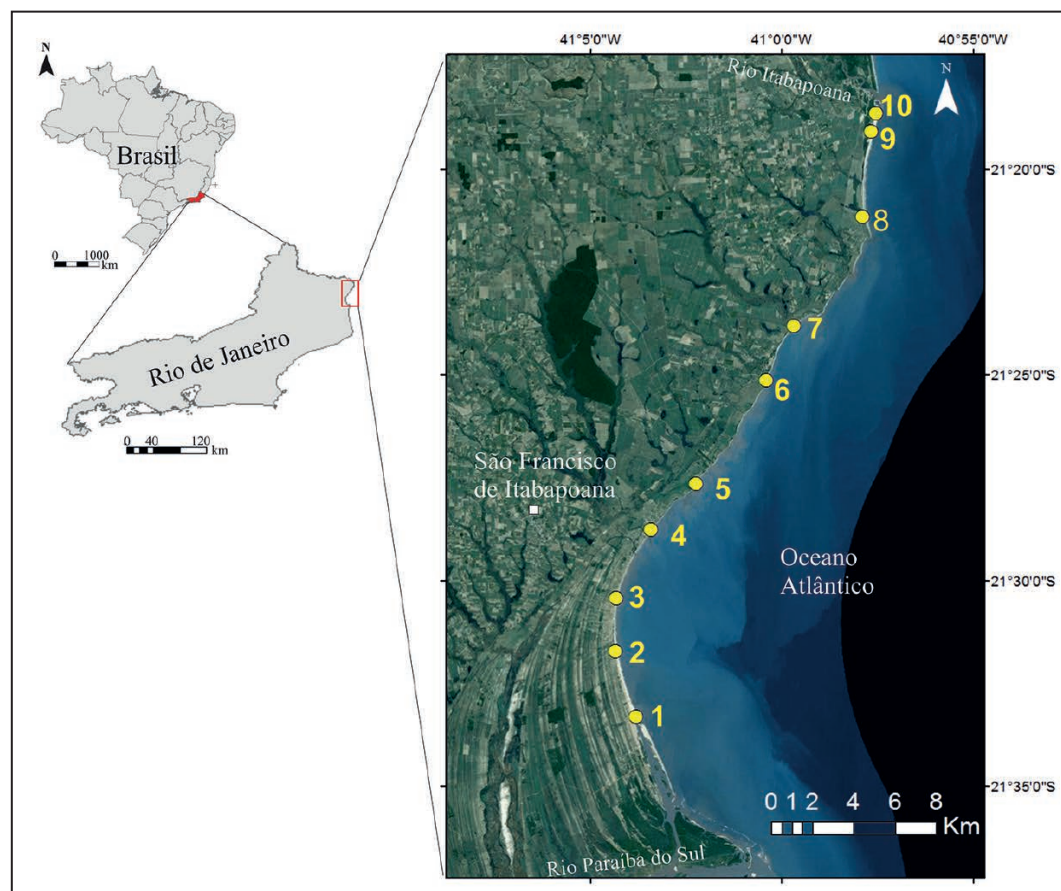 N
Brasil
0 1000
km
Rio de Janeiro
0 40 120
km
41°5'0"W 41°0'0"W 40°55'0"W
Rio Itabapoana
N
10
9
21°20'0"S
8
7
21°25'0"S
6
São Francisco
de Itabapoana
5
4
Oceano
Atlântico
21°30'0"S
3
2
1
21°35'0"S
0 1 2 4 6 8
Km
Rio Paraíba do Sul